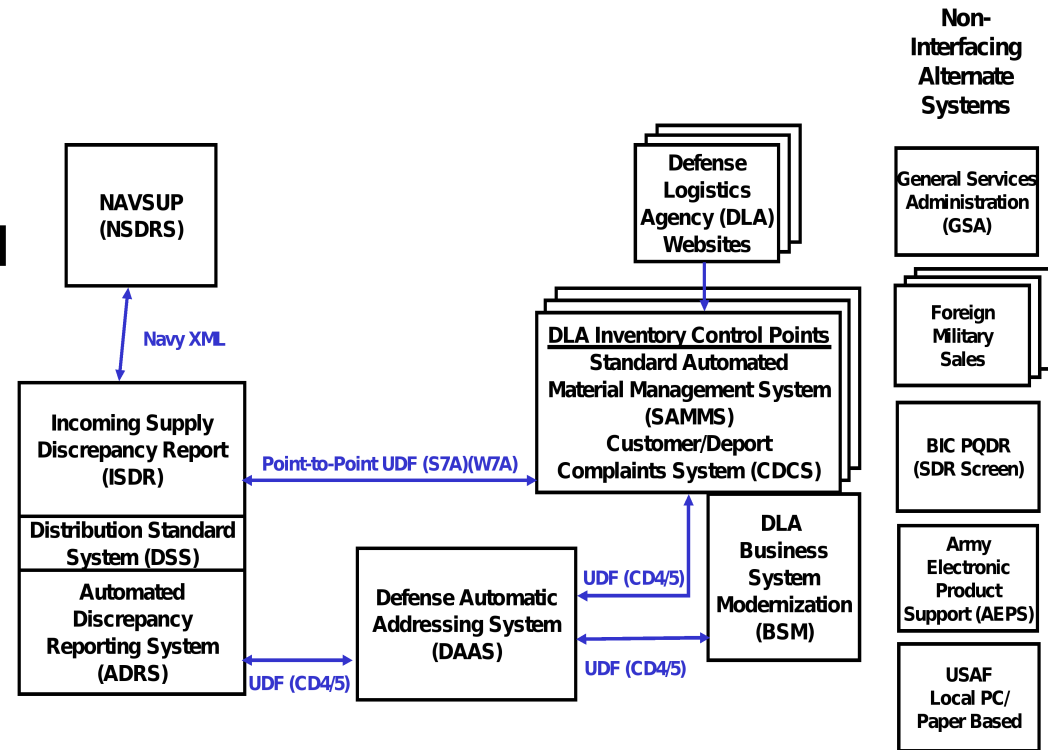 Non-
Interfacing
Alternate
Systems
NAVSUP
(NSDRS)
Defense
Logistics
Agency (DLA)
Websites
General Services
Administration
(GSA)
Navy XML
DLA Inventory Control Points
Standard Automated
Material Management System
(SAMMS)
Customer/Deport
Complaints System (CDCS)
Foreign
Military
Sales
Incoming Supply
Discrepancy Report
(ISDR)
Point-to-Point UDF (S7A)(W7A)
BIC PQDR
(SDR Screen)
Distribution Standard
System (DSS)
Automated
Discrepancy
Reporting System
(ADRS)
UDF (CD4/5)
Defense Automatic
Addressing System
(DAAS)
UDF (CD4/5)
UDF (CD4/5)
DLA
Business
System
Modernization
(BSM)
Army
Electronic
Product
Support (AEPS)
USAF
Local PC/
Paper Based